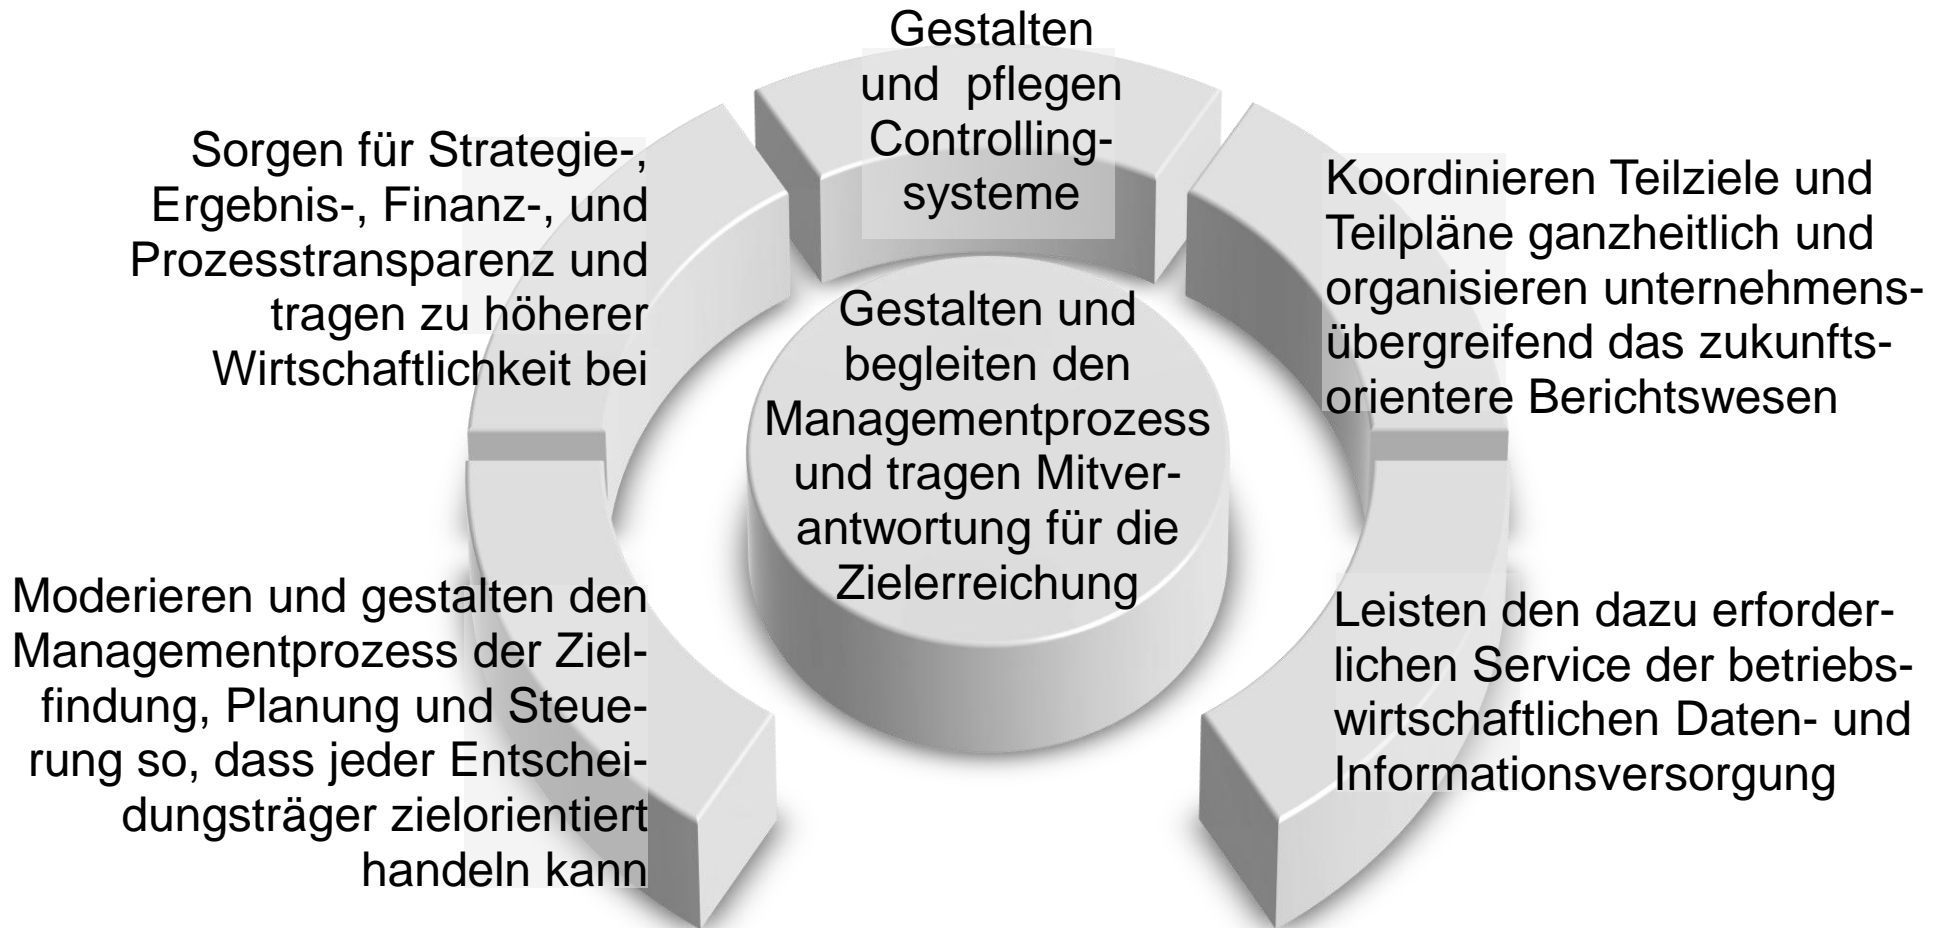 Gestalten
und pflegen
Controlling-
systeme
Sorgen für Strategie-,
Ergebnis-, Finanz-, und
Prozesstransparenz und
tragen zu höherer
Wirtschaftlichkeit bei
Koordinieren Teilziele und
Teilpläne ganzheitlich und
organisieren unternehmens-
übergreifend das zukunfts-
orientere Berichtswesen
Gestalten und
begleiten den
Managementprozess
und tragen Mitver-
antwortung für die
Zielerreichung
Moderieren und gestalten den
Managementprozess der Ziel-
findung, Planung und Steue-
rung so, dass jeder Entschei-
dungsträger zielorientiert
handeln kann
Leisten den dazu erforder-
lichen Service der betriebs-
wirtschaftlichen Daten- und
Informationsversorgung